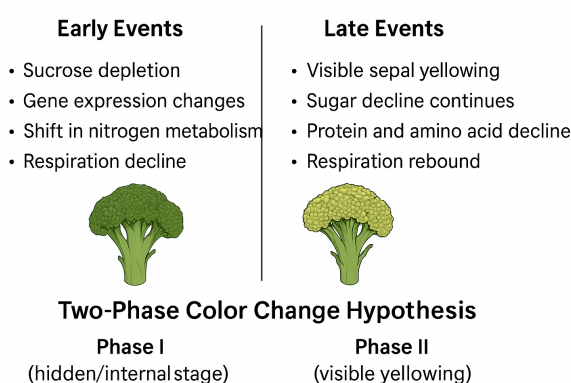 Early Events
• Sucrose depletion
• Gene expression changes
• Shift in nitrogen metabolism
• Respiration decline
Late Events
• Visible sepal yellowing
• Sugar decline continues
• Protein and amino acid decline
• Respiration rebound
Two-Phase Color Change Hypothesis
Phase I
(hidden/internal stage)
Phase II
(visible yellowing)